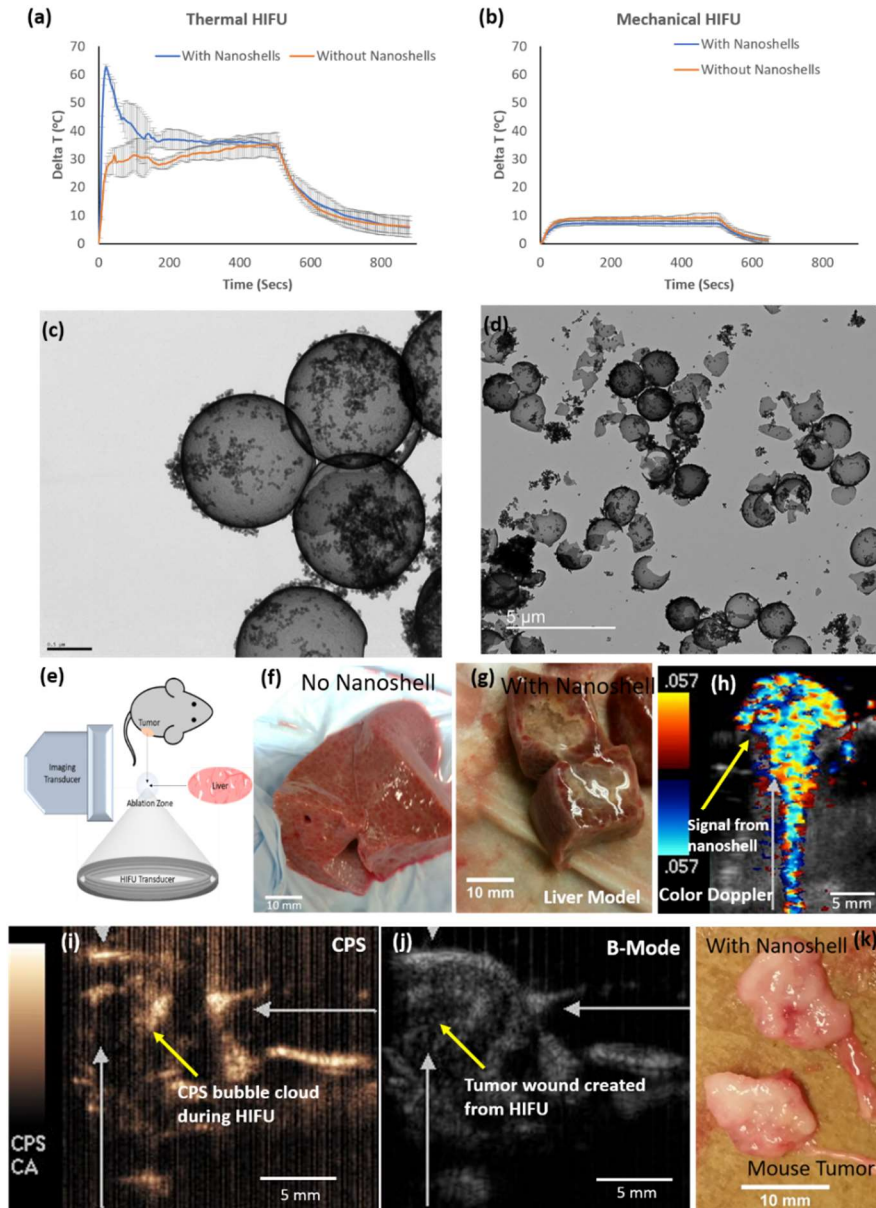 (a)
Thermal HIFU
With Nanoshells
Without Nanoshells
Delta T (°C)
70
60
50
40
30
20
10
0
0
200
400
600
800
Time (Secs)
(b)
Mechanical HIFU
With Nanoshells
Without Nanoshells
Delta T (°C)
70
60
50
40
30
20
10
0
0
200
400
600
800
Time (Secs)
(c)
(d)
5 µm
(e)
Tumor
Imaging
Transducer
Ablation Zone
Liver
HIFU Transducer
(f)
No Nanoshell
10 mm
(g)
With Nanoshell
10 mm
Liver Model
(h)
.057
Signal from
nanoshell
.057
Color Doppler
5 mm
(i)
CPS
CPS bubble cloud
during HIFU
CPS
CA
5 mm
(j)
B-Mode
Tumor wound created
from HIFU
5 mm
With Nanoshell
(k)
Mouse Tumor
10 mm